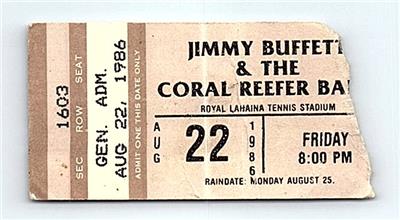 SEC ROW SEAT
1603
GEN. ADM.
AUG 22, 1986
ADMIT ONE THIS DATE ONLY
JIMMY BUFFETT
& THE
CORAL REEFER BA
ROYAL LAHAINA TENNIS STADIUM
AUG 22 1986 FRIDAY
8:00 PM
RAINDATE: MONDAY AUGUST 25.